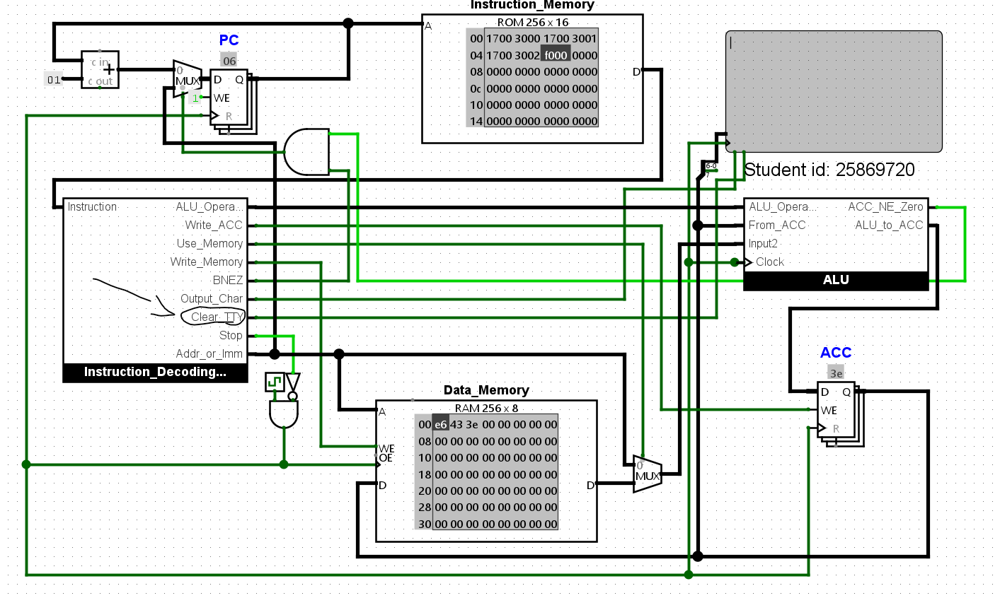 Instruction_Memory
ROM 256 x 16
A
00 1700 3000 1700 3001
04 1700 3002 f000 0000
08 0000 0000 0000 0000
0c 0000 0000 0000 0000
10 0000 0000 0000 0000
14 0000 0000 0000 0000
D
PC
06
c in
+
c out
01
0
MUX
1
D Q
WE
R
6-0
7
Student id: 25869720
Instruction
ALU_Opera...
Write_ACC
Use_Memory
Write_Memory
BNEZ
Output_Char
Clear_TTY
Stop
Addr_or_Imm
Instruction_Decoding...
ALU_Opera... ACC_NE_Zero
From_ACC ALU_to_ACC
Input2
Clock
ALU
ACC
3e
D Q
WE
R
Data_Memory
RAM 256 x 8
A
00 e6 43 3e 00 00 00 00 00
08 00 00 00 00 00 00 00 00
10 00 00 00 00 00 00 00 00
18 00 00 00 00 00 00 00 00
20 00 00 00 00 00 00 00 00
28 00 00 00 00 00 00 00 00
30 00 00 00 00 00 00 00 00
WE
OE
D
D
0
MUX